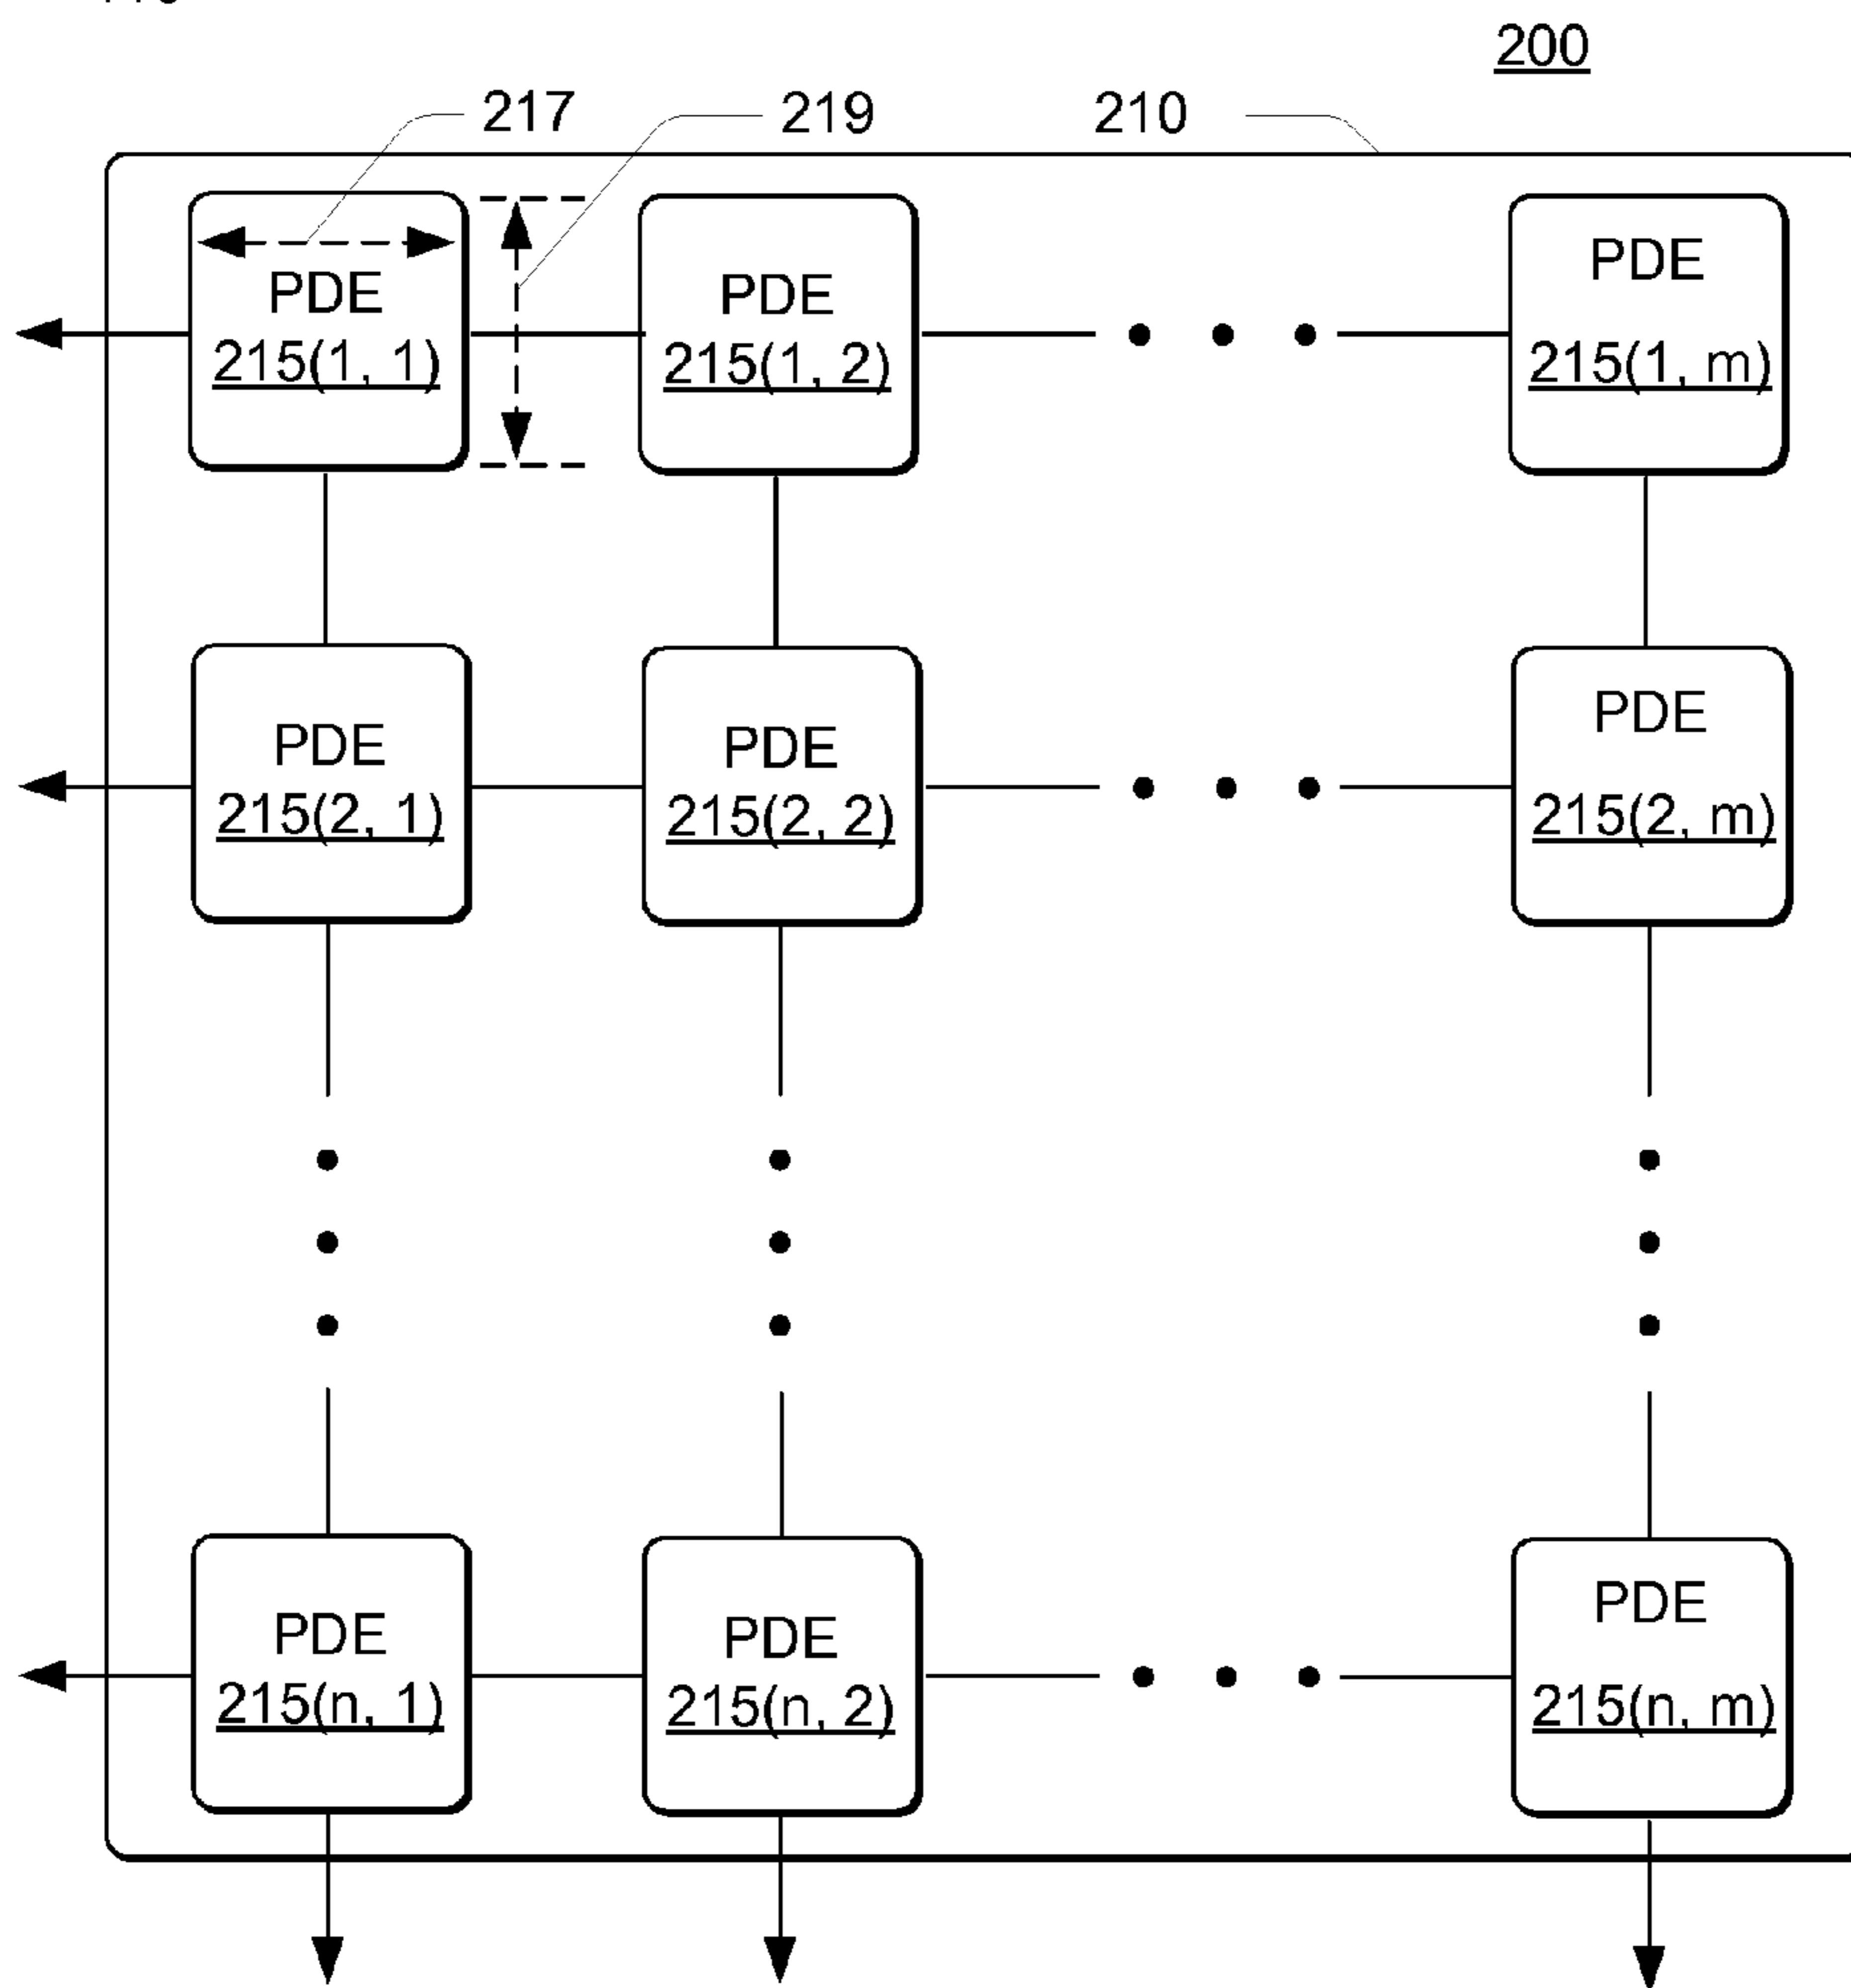 200
217 219 210
PDE PDE PDE
215(1, 1) 215(1, 2) 215(1, m)
PDE PDE PDE
215(2, 1) 215(2, 2) 215(2, m)
PDE PDE PDE
215(n, 1) 215(n, 2) 215(n, m)